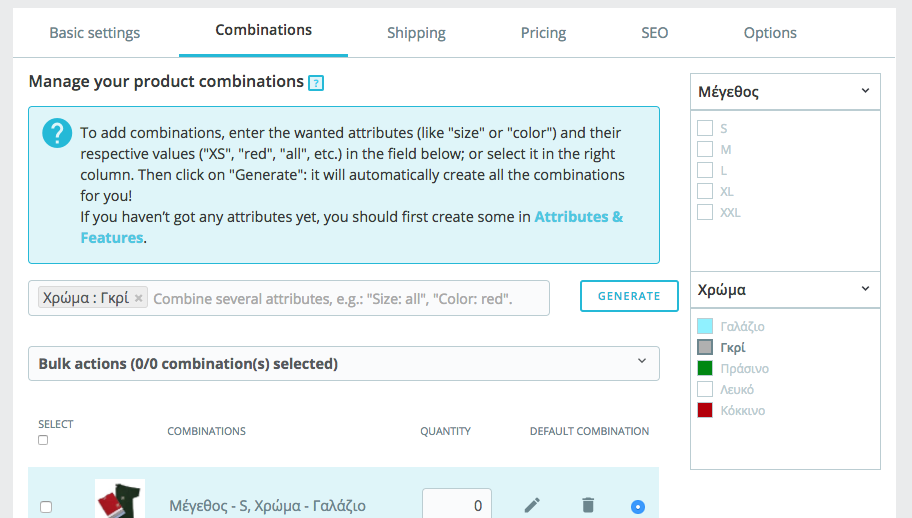 Basic settings
Combinations
Shipping
Pricing
SEO
Options
Manage your product combinations ?
?
To add combinations, enter the wanted attributes (like "size" or "color") and their
respective values ("XS", "red", "all", etc.) in the field below; or select it in the right
column. Then click on "Generate": it will automatically create all the combinations
for you!
If you haven’t got any attributes yet, you should first create some in Attributes &
Features.
Χρώμα : Γκρί × Combine several attributes, e.g.: "Size: all", "Color: red".
GENERATE
Bulk actions (0/0 combination(s) selected)
SELECT
COMBINATIONS
QUANTITY
DEFAULT COMBINATION
Μέγεθος - S, Χρώμα - Γαλάζιο
0
Μέγεθος
S
M
L
XL
XXL
Χρώμα
Γαλάζιο
Γκρί
Πράσινο
Λευκό
Κόκκινο